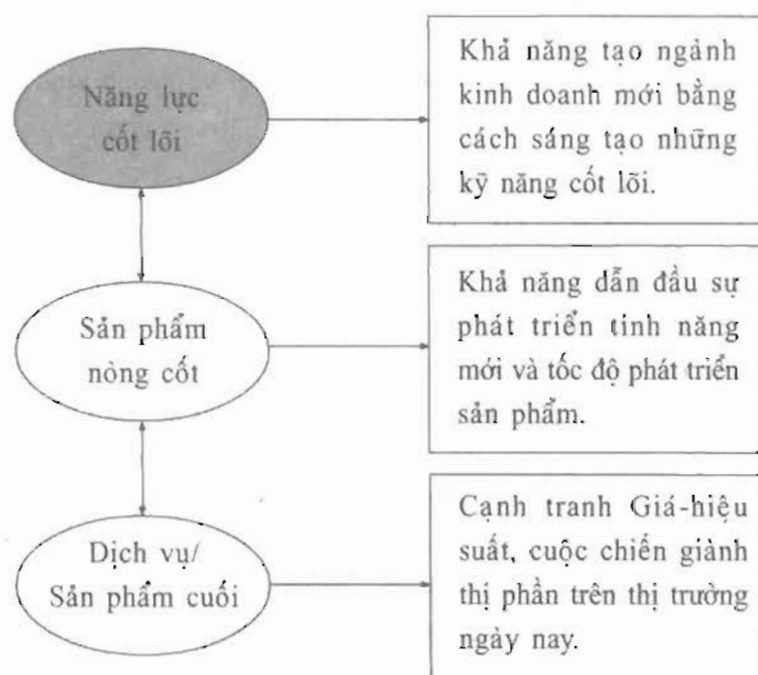 Năng lực
cốt lõi
Khả năng tạo ngành
kinh doanh mới bằng
cách sáng tạo những
kỹ năng cốt lõi.
Sản phẩm
nòng cốt
Khả năng dẫn đầu sự
phát triển tính năng
mới và tốc độ phát triển
sản phẩm.
Dịch vụ/
Sản phẩm cuối
Cạnh tranh Giá-hiệu
suất, cuộc chiến giành
thị phần trên thị trường
ngày nay.